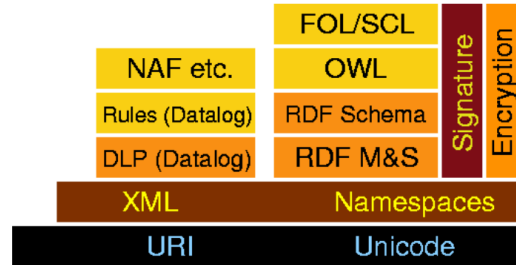 FOL/SCL
NAF etc.
OWL
Rules (Datalog)
RDF Schema
DLP (Datalog)
RDF M&S
Signature
Encryption
XML
Namespaces
URI
Unicode